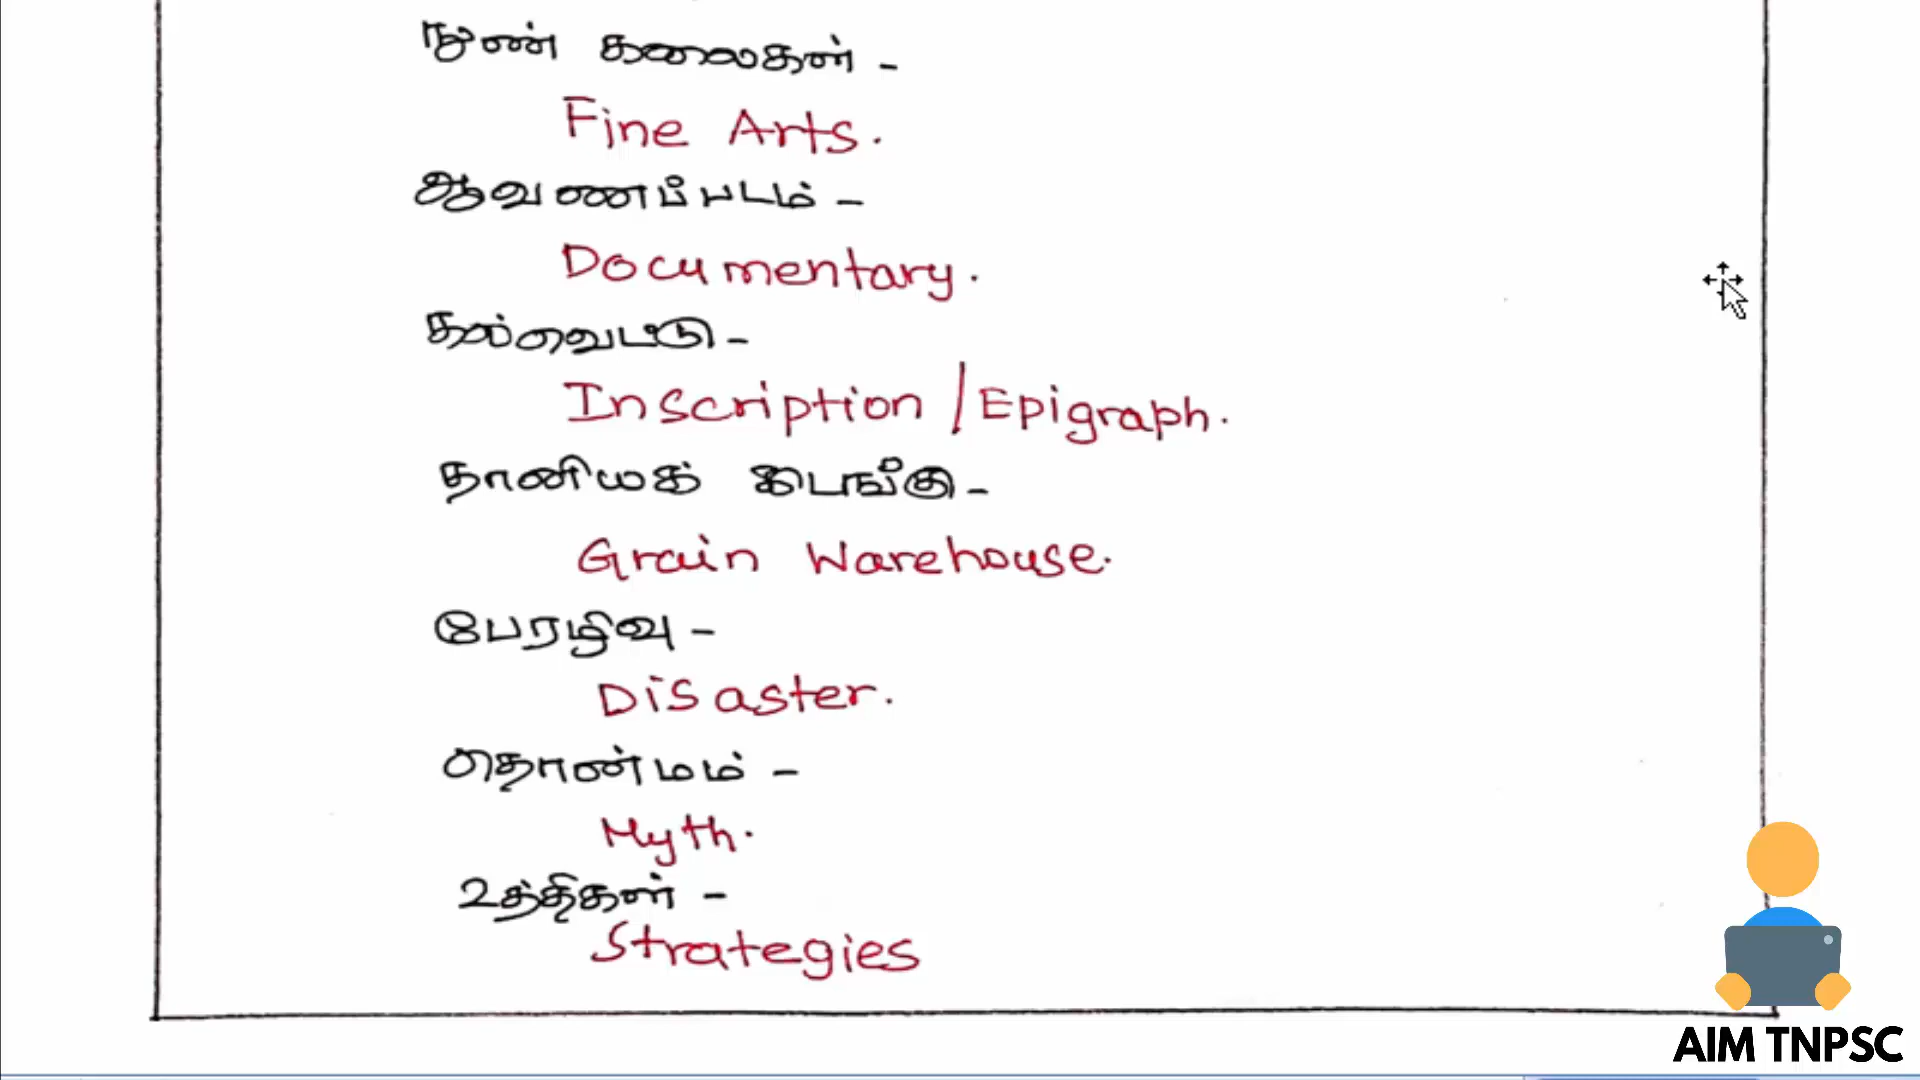 நுண் கலைகள் -
Fine Arts.
ஆவணப்படம் -
Documentary.
கல்வெட்டு -
Inscription / Epigraph.
தானியக் கிடங்கு -
Grain Warehouse.
பேரழிவு -
Disaster.
தொன்மம் -
Myth.
உத்திகள் -
Strategies
AIM TNPSC